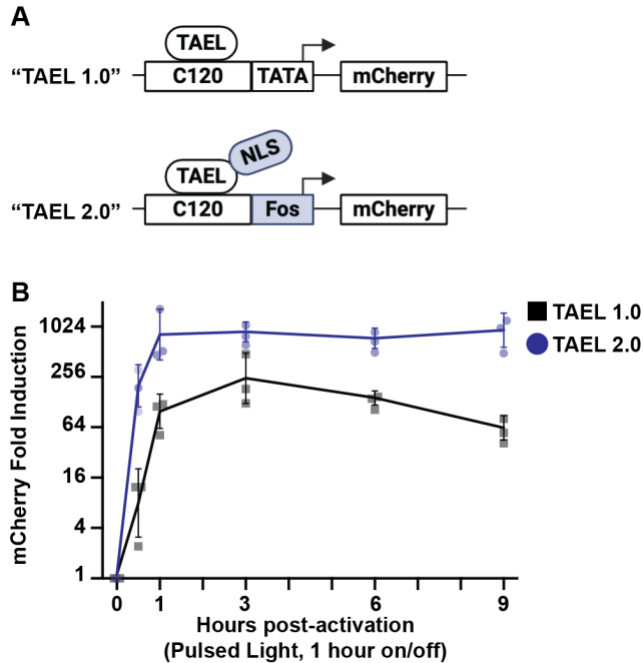 A
TAEL
"TAEL 1.0"
C120 TATA mCherry
NLS
TAEL
"TAEL 2.0"
C120 Fos mCherry
B
mCherry Fold Induction
1024
256
64
16
4
1
0 1 3 6 9
Hours post-activation
(Pulsed Light, 1 hour on/off)
TAEL 1.0
TAEL 2.0